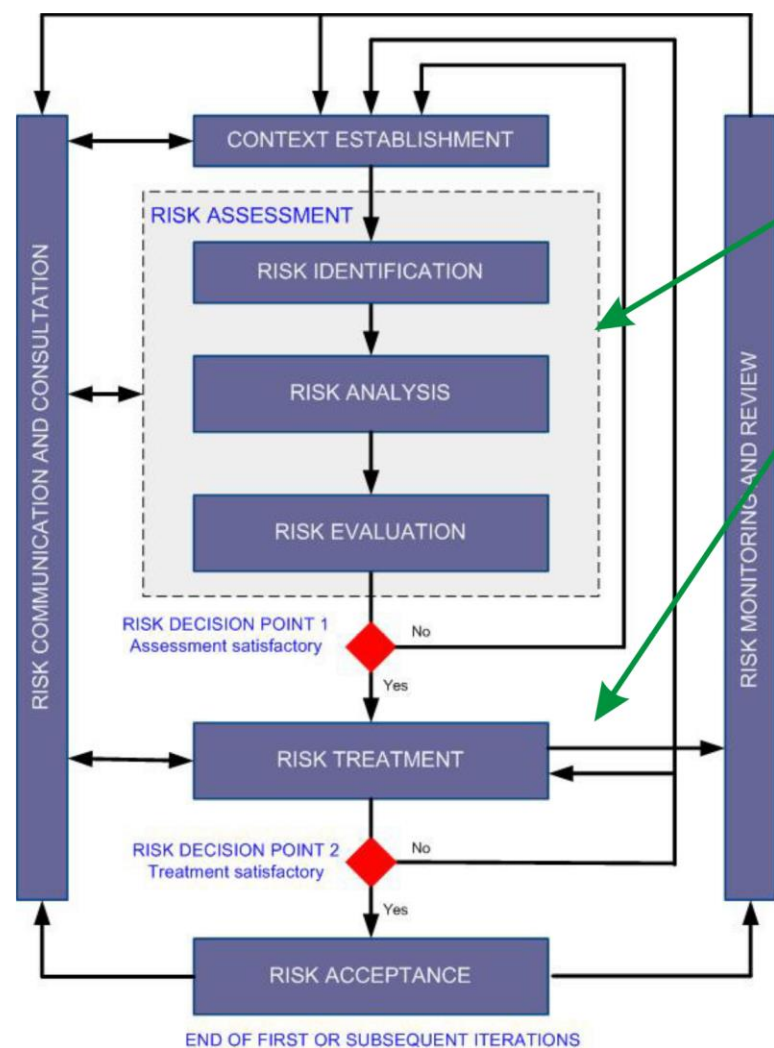 CONTEXT ESTABLISHMENT
RISK ASSESSMENT
RISK IDENTIFICATION
RISK ANALYSIS
RISK EVALUATION
RISK COMMUNICATION AND CONSULTATION
RISK MONITORING AND REVIEW
RISK DECISION POINT 1
Assessment satisfactory
No
Yes
RISK TREATMENT
RISK DECISION POINT 2
Treatment satisfactory
No
Yes
RISK ACCEPTANCE
END OF FIRST OR SUBSEQUENT ITERATIONS